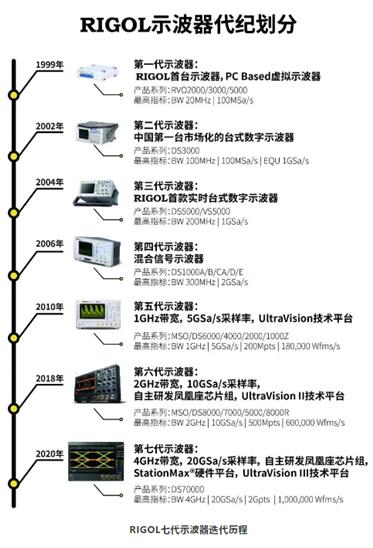 RIGOL示波器代纪划分
1999年
第一代示波器：
RIGOL首台示波器，PC Based虚拟示波器
产品系列：RVO2000/3000/5000
最高指标：BW 20MHz | 100MSa/s
2002年
第二代示波器：
中国第一台市场化的台式数字示波器
产品系列：DS3000
最高指标：BW 100MHz | 100MSa/s | EQU 1GSa/s
2004年
第三代示波器：
RIGOL首款实时台式数字示波器
产品系列：DS5000/VS5000
最高指标：BW 200MHz | 1GSa/s
2006年
第四代示波器：
混合信号示波器
产品系列：DS1000A/B/CA/D/E
最高指标：BW 300MHz | 2GSa/s
2010年
第五代示波器：
1GHz带宽，5GSa/s采样率，UltraVision技术平台
产品系列：MSO/DS6000/4000/2000/1000Z
最高指标：BW 1GHz | 5GSa/s | 200Mpts | 180,000 Wfms/s
2018年
第六代示波器：
2GHz带宽，10GSa/s采样率，
自主研发凤凰座芯片组，UltraVision II技术平台
产品系列：MSO/DS8000/7000/5000/8000R
最高指标：BW 2GHz | 10GSa/s | 500Mpts | 600,000 Wfms/s
2020年
第七代示波器：
4GHz带宽，20GSa/s采样率，自主研发凤凰座芯片组，
StationMax®硬件平台，UltraVision III技术平台
产品系列：DS70000
最高指标：BW 4GHz | 20GSa/s | 2Gpts | 1,000,000 Wfms/s
RIGOL七代示波器迭代历程